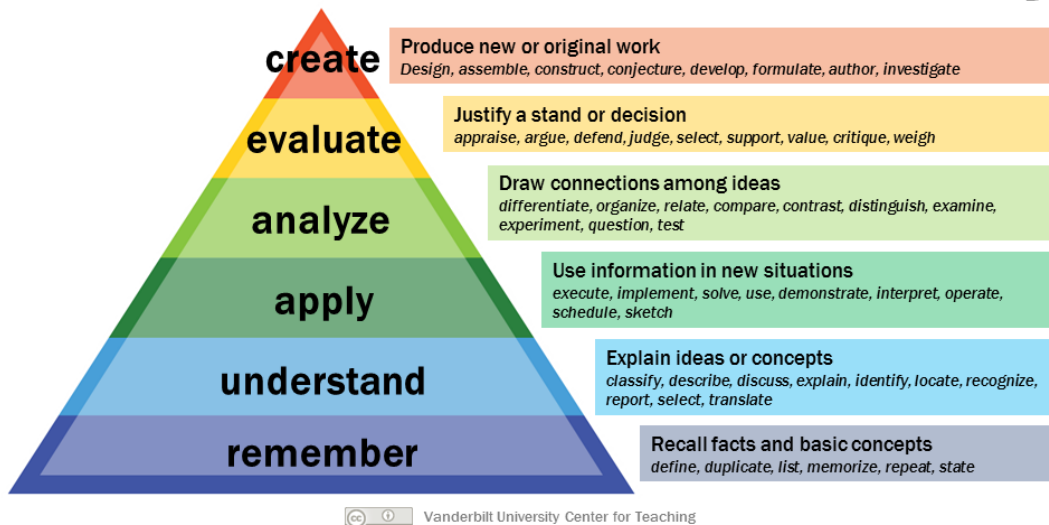 create
Produce new or original work
Design, assemble, construct, conjecture, develop, formulate, author, investigate
evaluate
Justify a stand or decision
appraise, argue, defend, judge, select, support, value, critique, weigh
analyze
Draw connections among ideas
differentiate, organize, relate, compare, contrast, distinguish, examine,
experiment, question, test
apply
Use information in new situations
execute, implement, solve, use, demonstrate, interpret, operate,
schedule, sketch
understand
Explain ideas or concepts
classify, describe, discuss, explain, identify, locate, recognize,
report, select, translate
remember
Recall facts and basic concepts
define, duplicate, list, memorize, repeat, state
cc
Vanderbilt University Center for Teaching